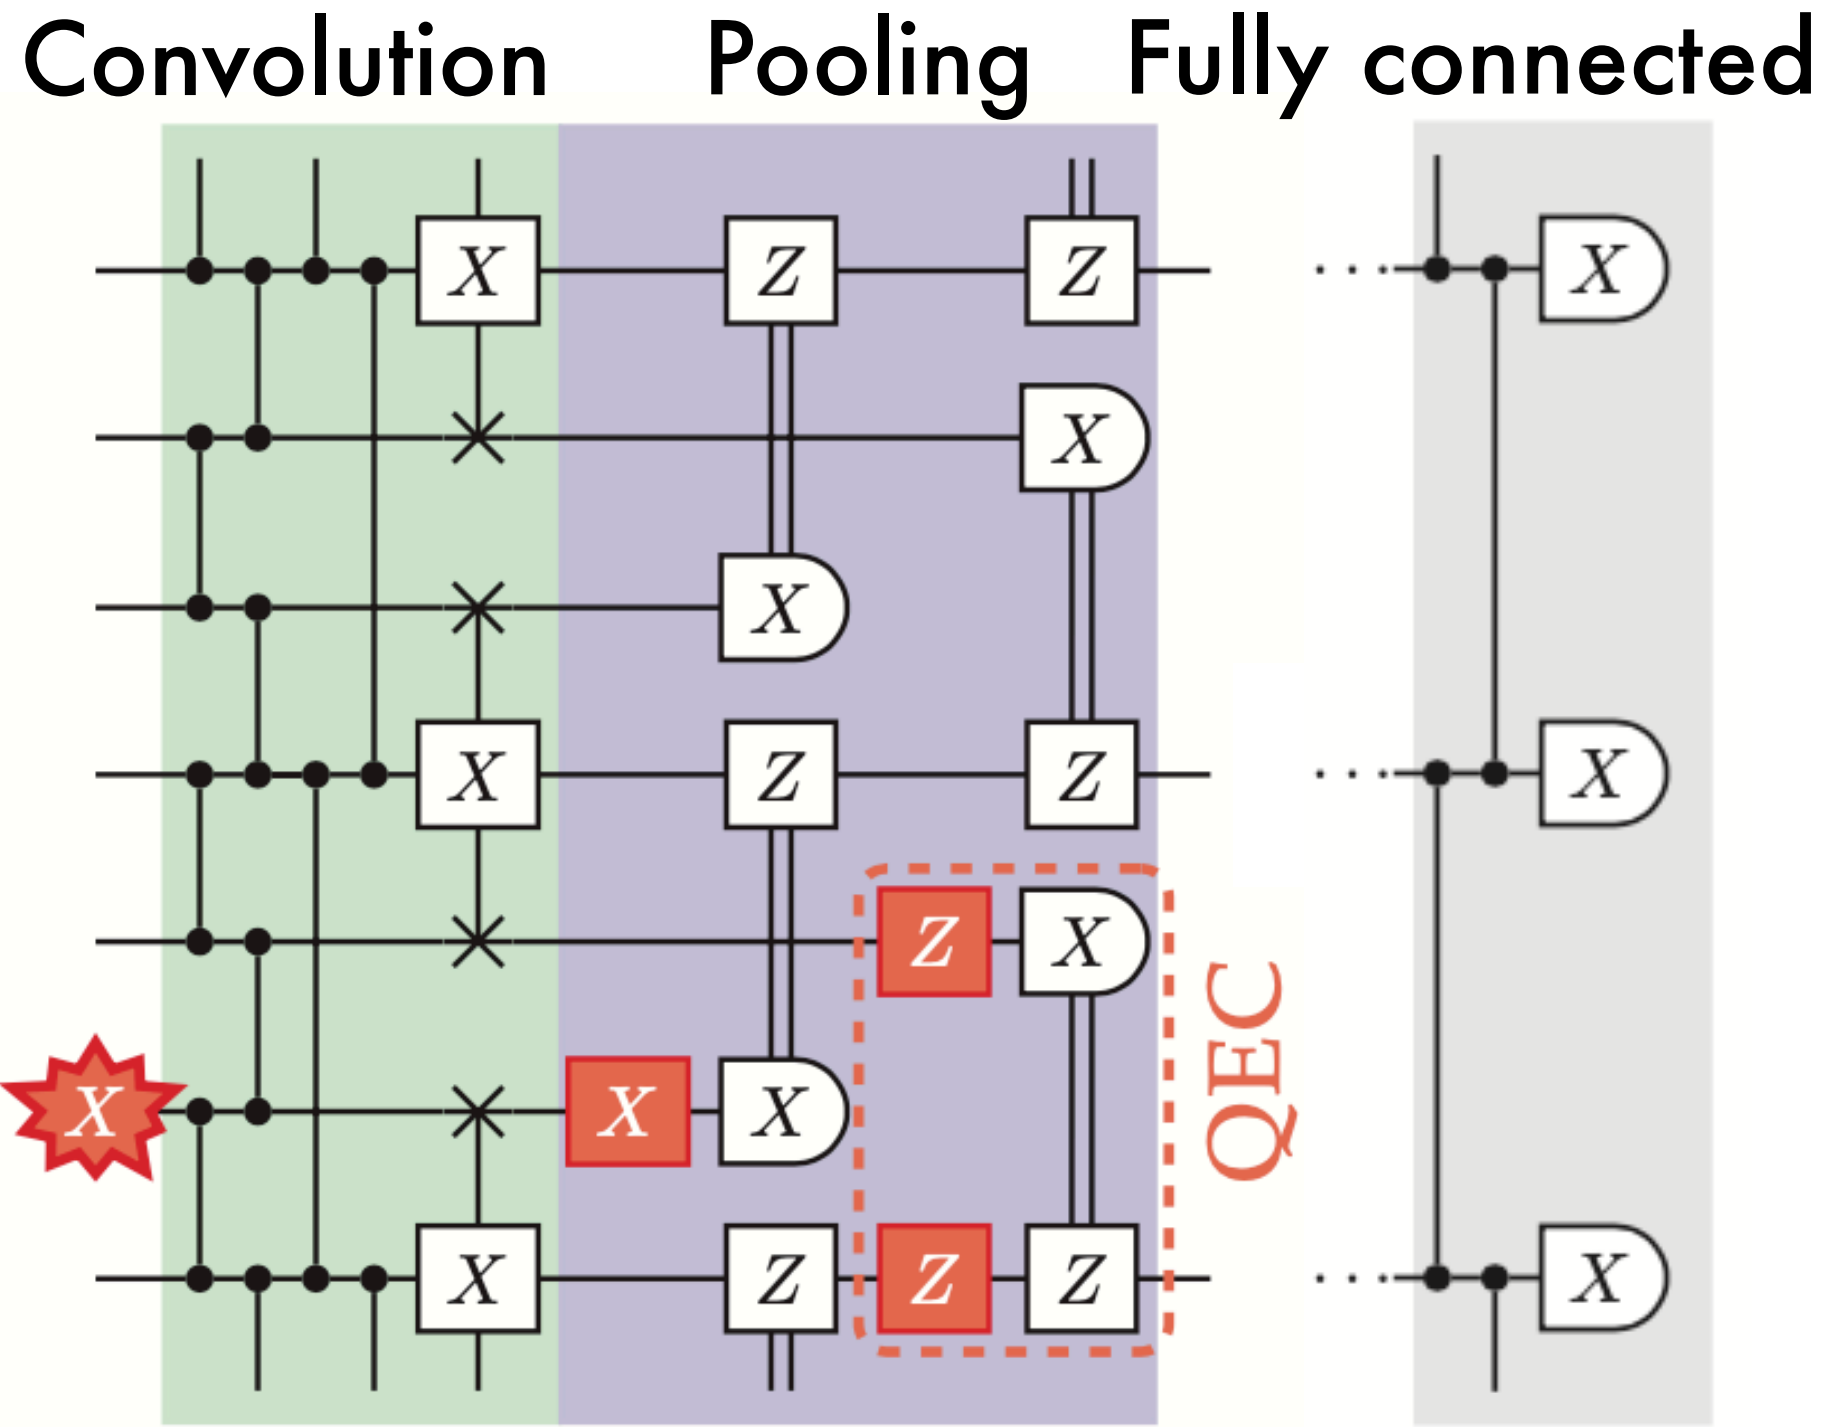 Convolution Pooling Fully connected
X Z Z X
X
X
X Z Z X
Z X
X X X
X Z Z Z X
QEC